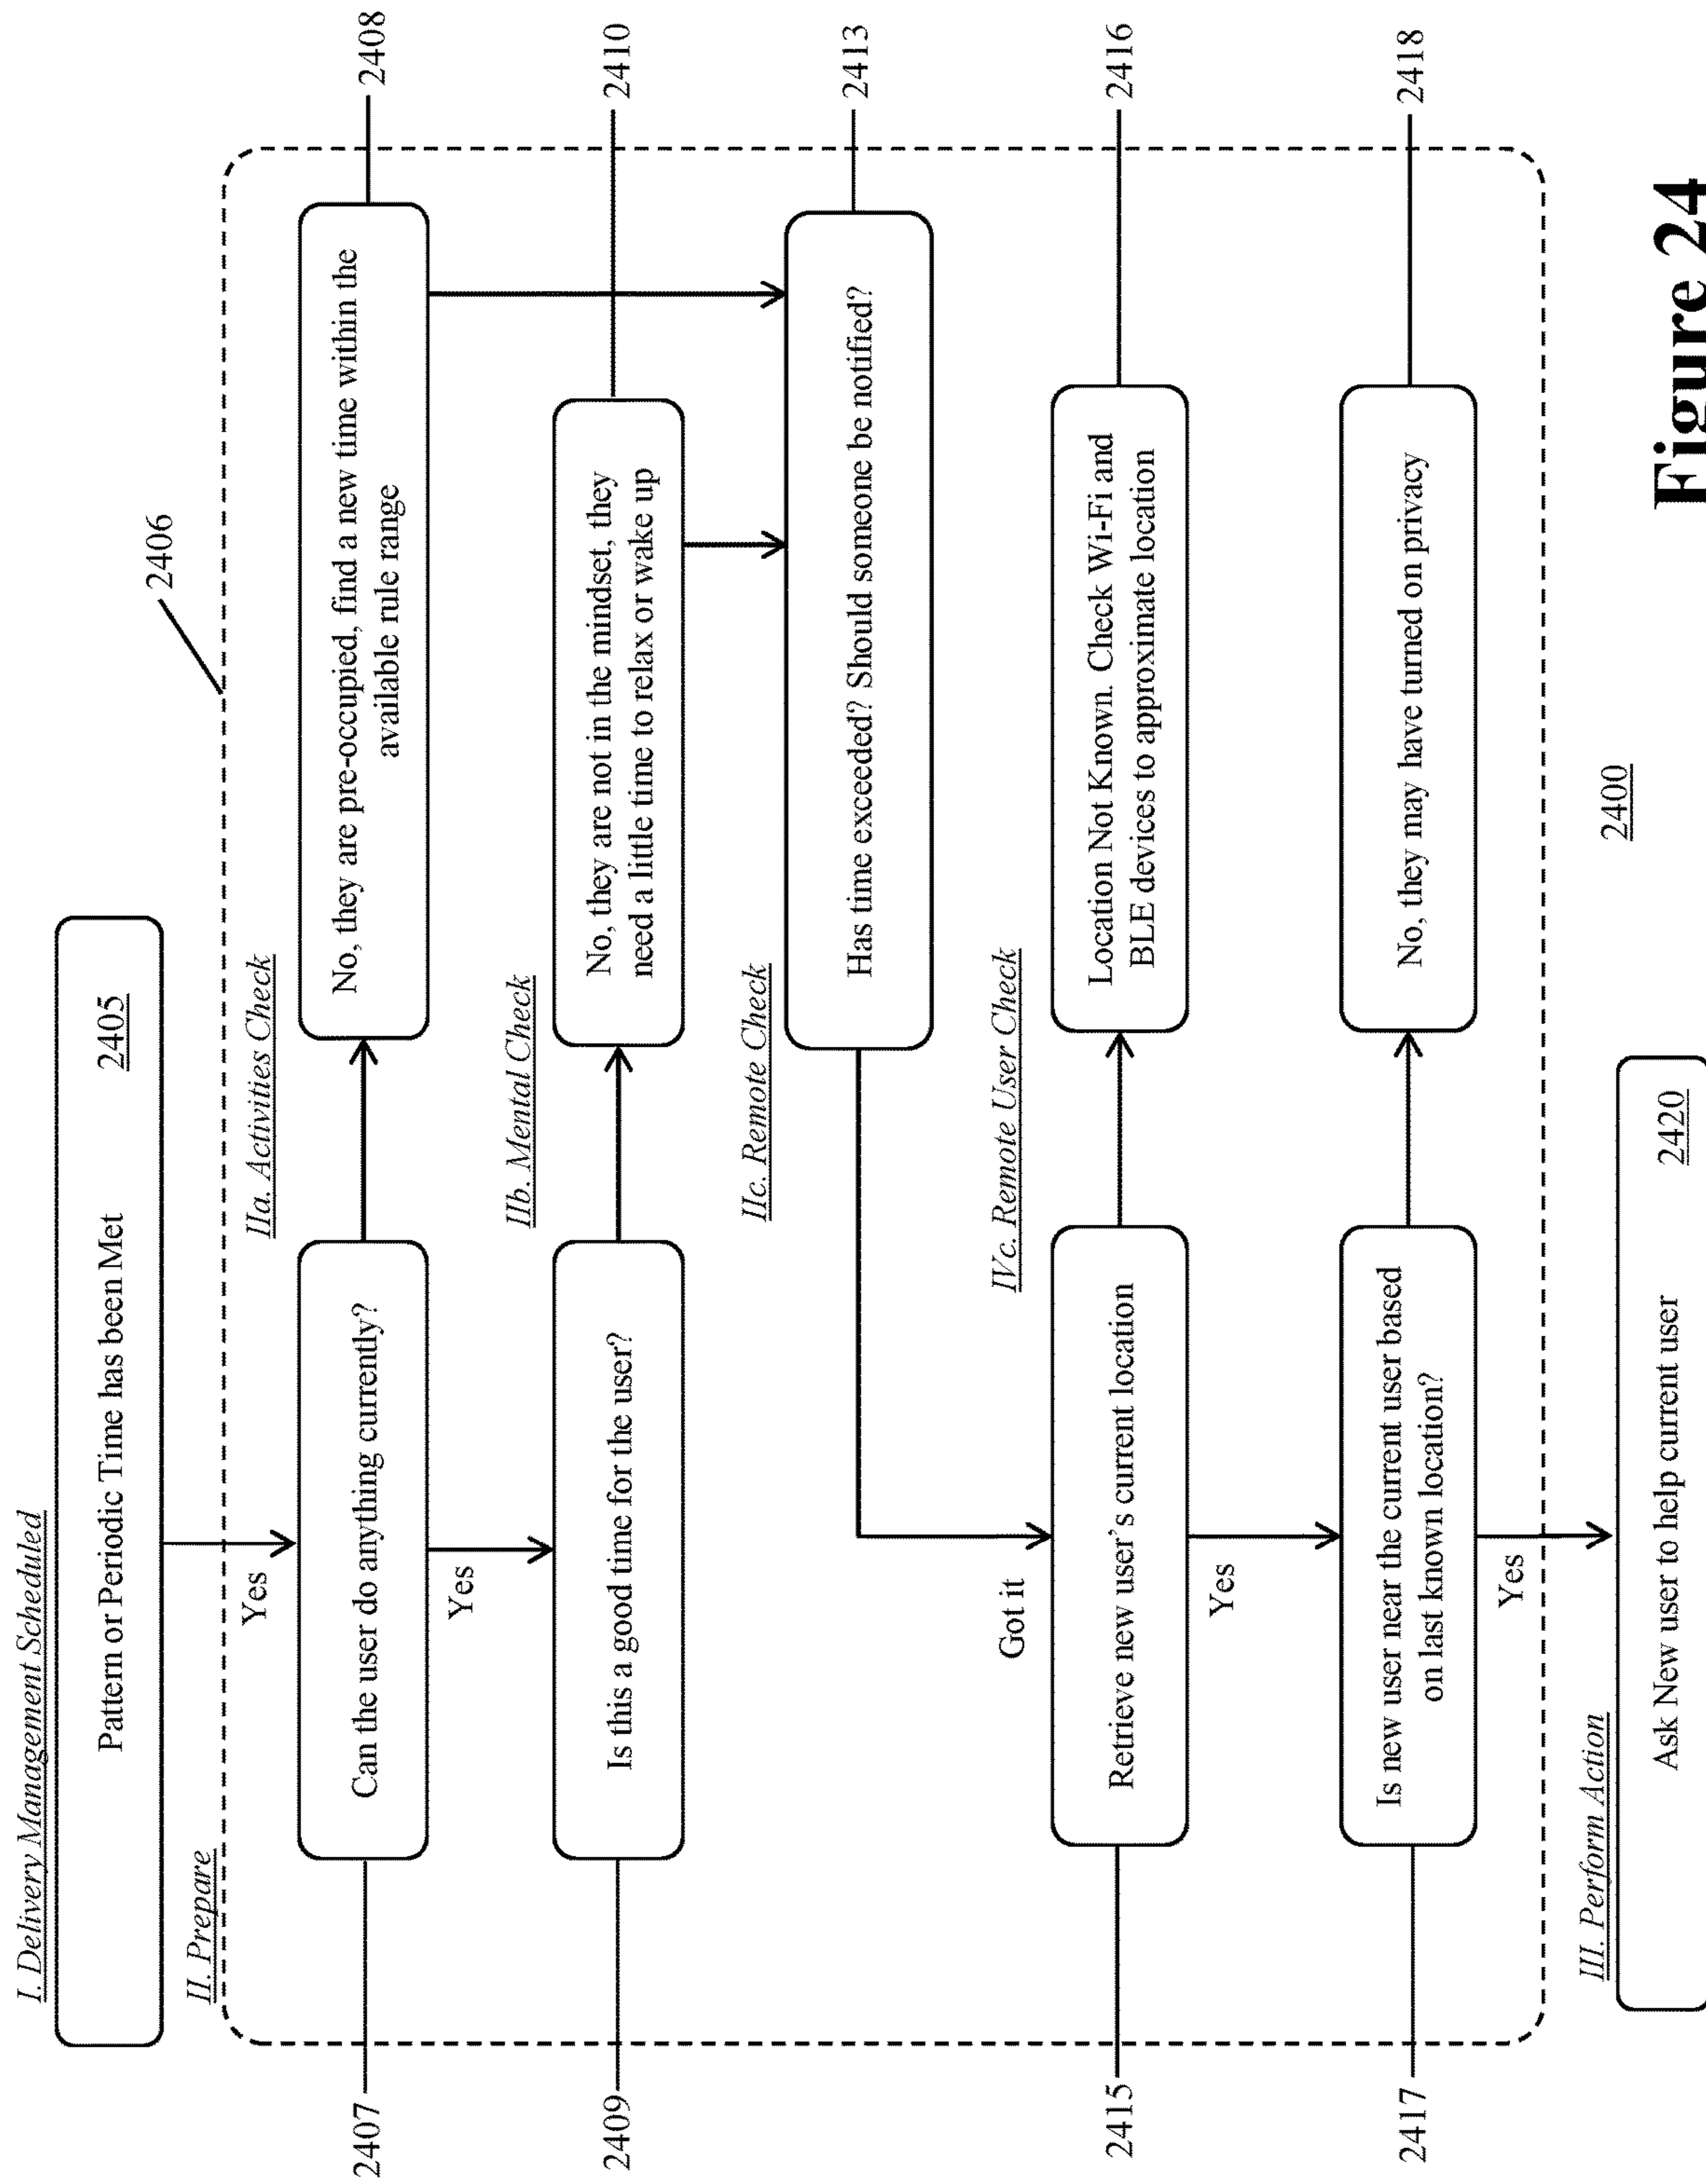 I. Delivery Management Scheduled
Pattern or Periodic Time has been Met
2405
II. Prepare
2406
Yes
IIa. Activities Check
2407
Can the user do anything currently?
No, they are pre-occupied, find a new time within the
available rule range
2408
Yes
IIb. Mental Check
2409
Is this a good time for the user?
No, they are not in the mindset, they
need a little time to relax or wake up
2410
IIc. Remote Check
Has time exceeded? Should someone be notified?
2413
Got it
IVc. Remote User Check
2415
Retrieve new user's current location
Location Not Known. Check Wi-Fi and
BLE devices to approximate location
2416
Yes
2417
Is new user near the current user based
on last known location?
No, they may have turned on privacy
2418
Yes
III. Perform Action
Ask New user to help current user
2420
2400
Figure 24